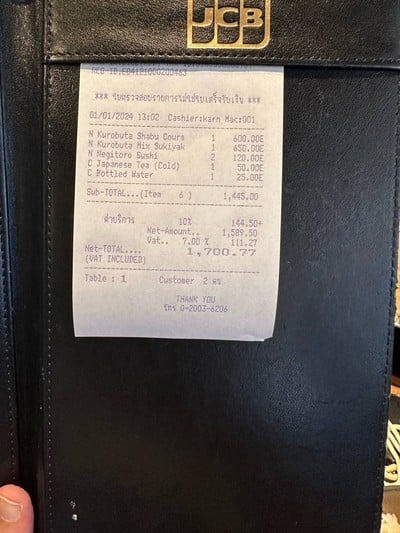 JCB
REG ID:E04121000200463
*** ใบตรวจสอบรายการไม่ใช่ใบเสร็จรับเงิน ***
01/01/2024 13:02 Cashier:karn Mac:001
N Kurobuta Shabu Cours 1 600.00E
N Kurobuta Mix Sukiyak 1 650.00E
N Negitoro Sushi 2 120.00E
C Japanese Tea (Cold) 1 50.00E
C Bottled Water 1 25.00E
Sub-TOTAL...(Item 6 ) 1,445.00
ค่าบริการ 10% 144.50+
Net-Amount.. 1,589.50
Vat.. 7.00 % 111.27
Net-TOTAL.... 1,700.77
(VAT INCLUDED)
Table : 1 Customer 2 คน
THANK YOU
โทร 0-2003-6206